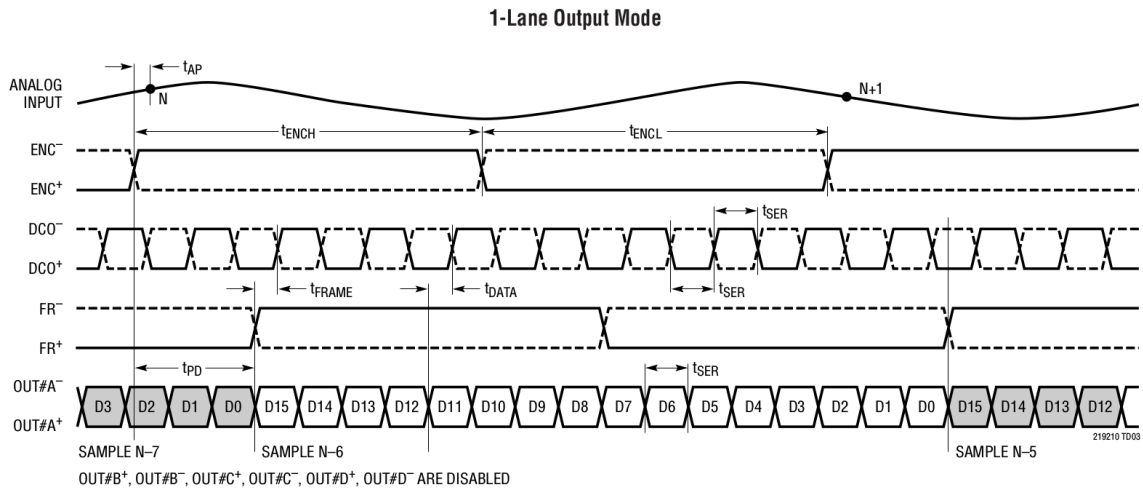 1-Lane Output Mode
tAP
ANALOG
INPUT
N
N+1
tENCH
tENCL
ENC–
ENC+
DCO–
tSER
DCO+
tFRAME
tDATA
tSER
FR–
FR+
tPD
tSER
OUT#A–
D3 D2 D1 D0 D15 D14 D13 D12 D11 D10 D9 D8 D7 D6 D5 D4 D3 D2 D1 D0 D15 D14 D13 D12
OUT#A+
219210 TD03
SAMPLE N–7 SAMPLE N–6 SAMPLE N–5
OUT#B+, OUT#B–, OUT#C+, OUT#C–, OUT#D+, OUT#D– ARE DISABLED